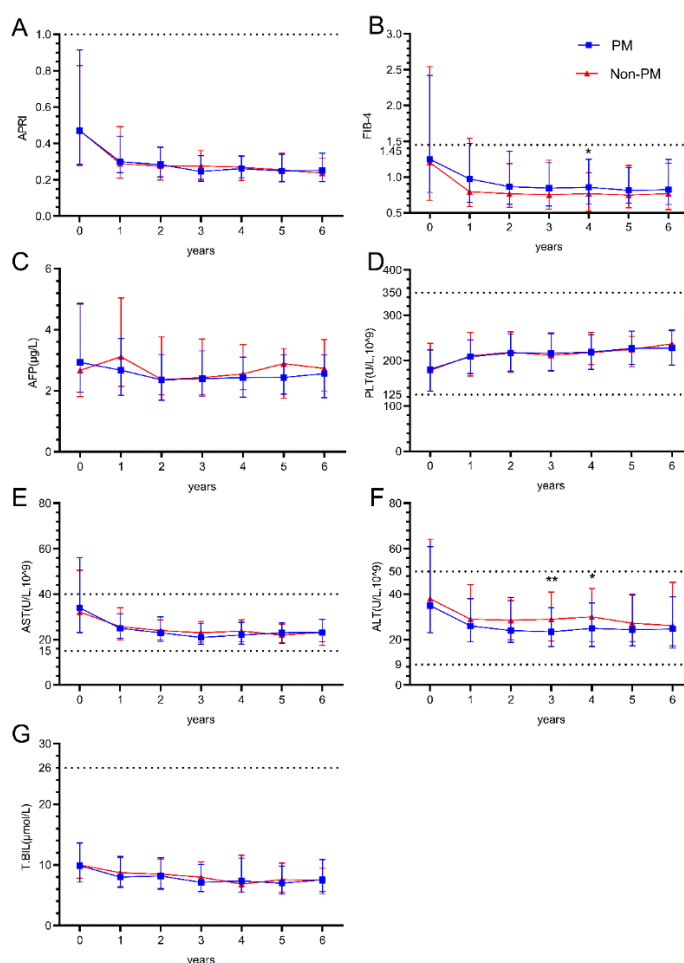 A
APRI
1.0
0.8
0.6
0.4
0.2
0.0
0 1 2 3 4 5 6
years
B
FIB-4
3.0
2.5
2.0
1.5
1.45
1.0
0.5
PM
Non-PM
*
0 1 2 3 4 5 6
years
C
AFP(μg/L)
6
4
2
0
0 1 2 3 4 5 6
years
D
PLT(U/L,10^9)
400
350
300
200
125
100
0
0 1 2 3 4 5 6
years
E
AST(U/L,10^9)
80
60
40
20
15
0
0 1 2 3 4 5 6
years
F
ALT(U/L,10^9)
80
60
50
40
20
9
0
** *
0 1 2 3 4 5 6
years
G
T.BIL(μmol/L)
30
26
20
10
0
0 1 2 3 4 5 6
years